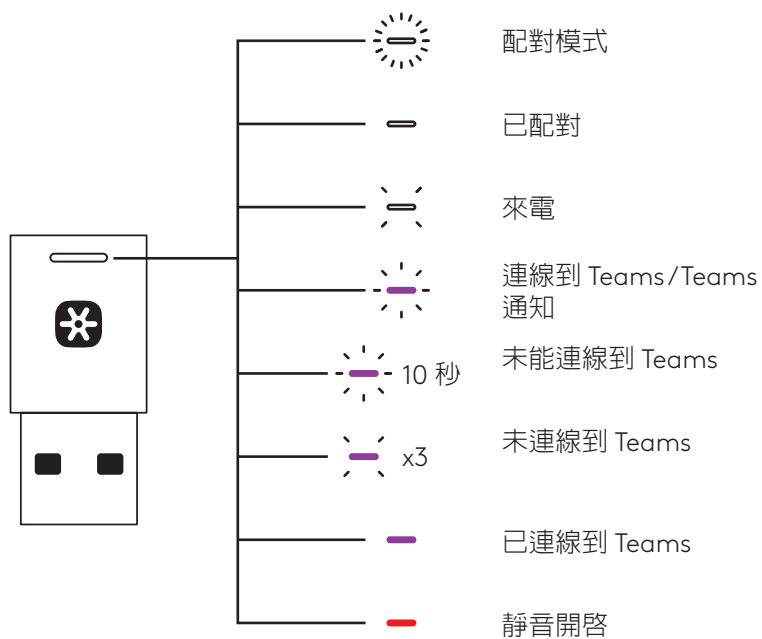 配對模式
已配對
來電
連線到 Teams/Teams
通知
10 秒
未能連線到 Teams
x3
未連線到 Teams
已連線到 Teams
靜音開啓